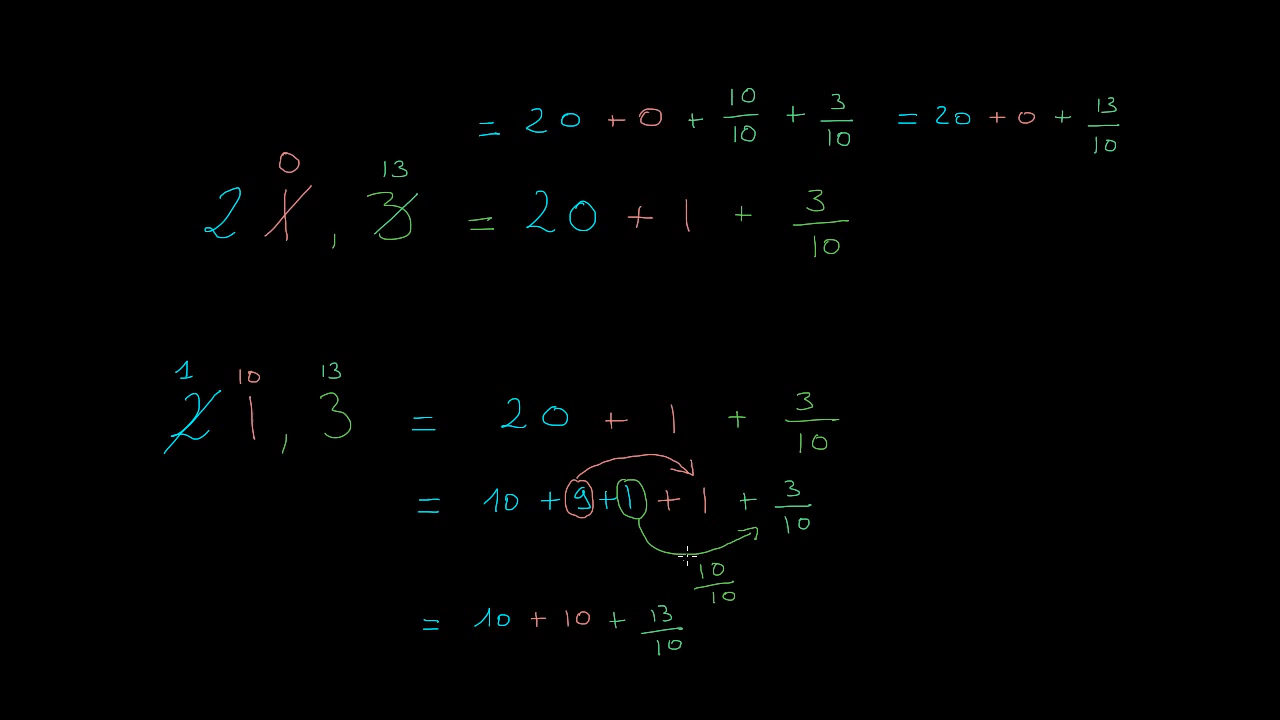 = 20 + 0 + 10/10 + 3/10 = 20 + 0 + 13/10
0 13
21,3 = 20 + 1 + 3/10
1 10 13
21,3 = 20 + 1 + 3/10
= 10 + 9 + 1 + 1 + 3/10
10/10
= 10 + 10 + 13/10